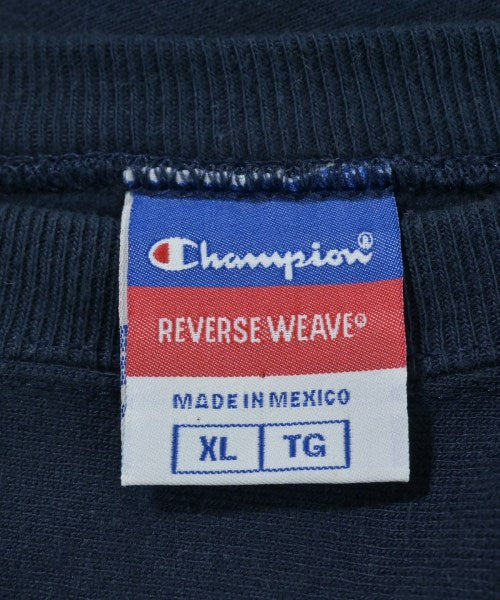 Champion®
REVERSE WEAVE®
MADE IN MEXICO
XL TG